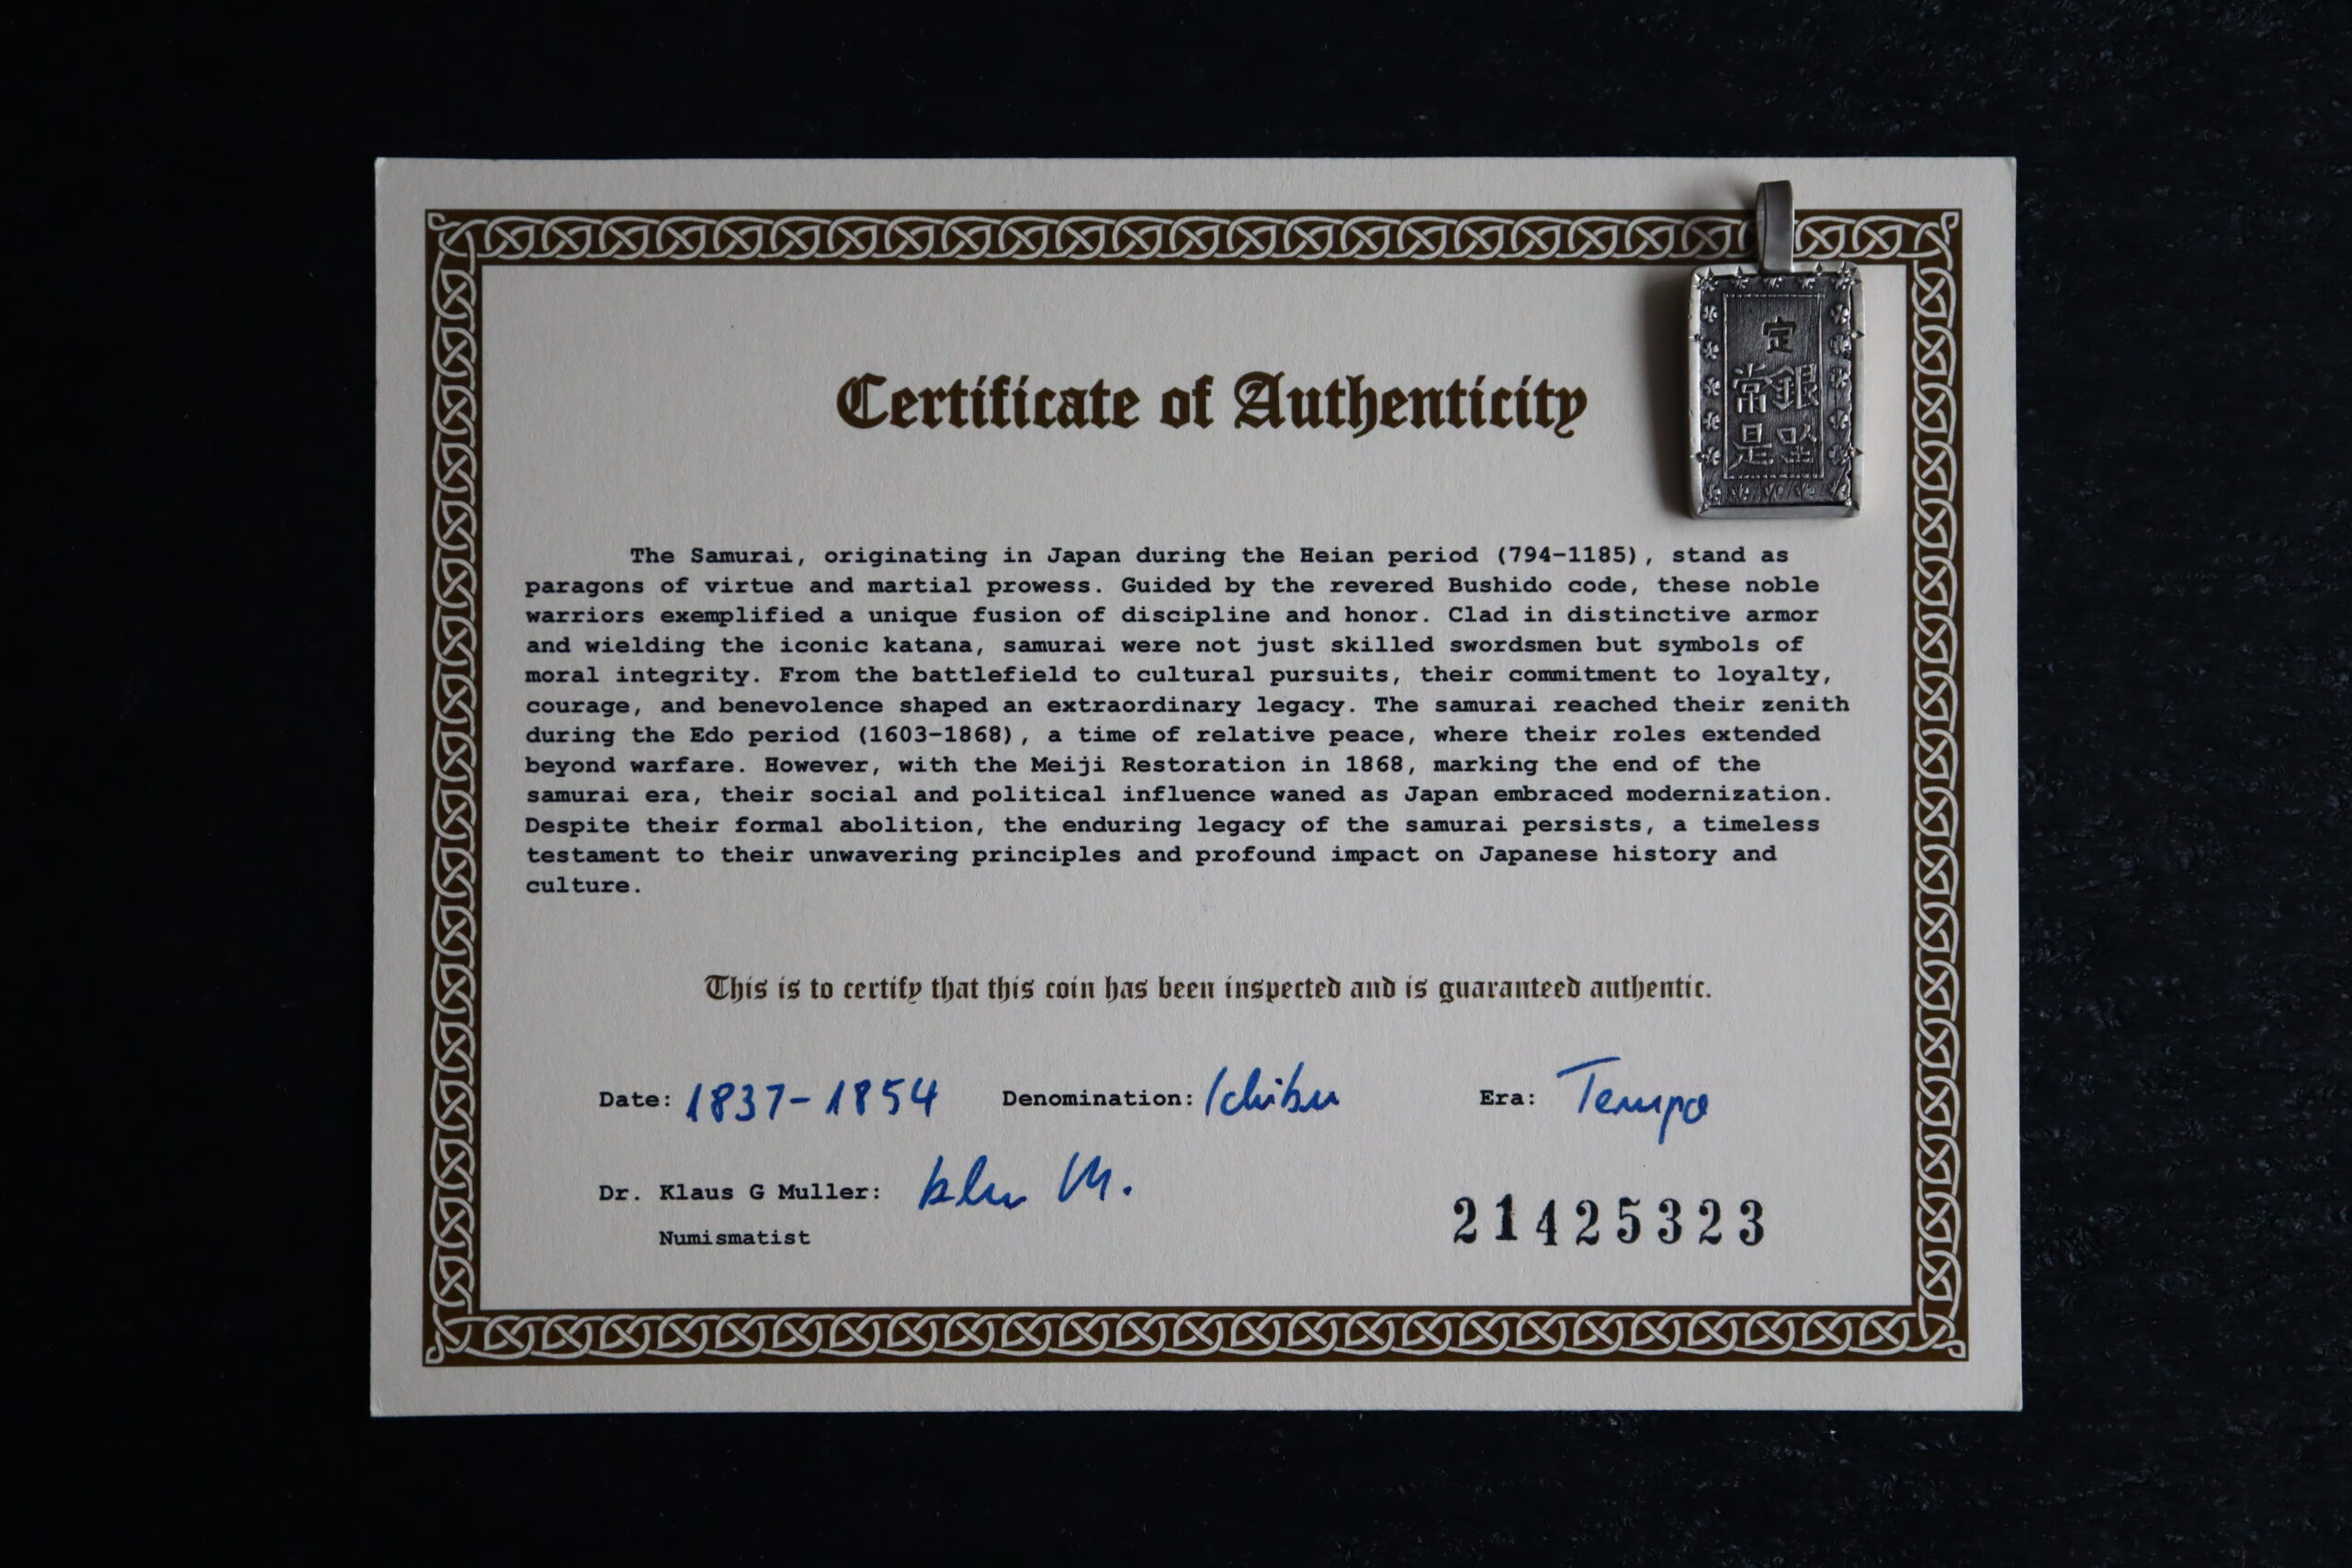 Certificate of Authenticity
定
常銀
是座
The Samurai, originating in Japan during the Heian period (794-1185), stand as
paragons of virtue and martial prowess. Guided by the revered Bushido code, these noble
warriors exemplified a unique fusion of discipline and honor. Clad in distinctive armor
and wielding the iconic katana, samurai were not just skilled swordsmen but symbols of
moral integrity. From the battlefield to cultural pursuits, their commitment to loyalty,
courage, and benevolence shaped an extraordinary legacy. The samurai reached their zenith
during the Edo period (1603-1868), a time of relative peace, where their roles extended
beyond warfare. However, with the Meiji Restoration in 1868, marking the end of the
samurai era, their social and political influence waned as Japan embraced modernization.
Despite their formal abolition, the enduring legacy of the samurai persists, a timeless
testament to their unwavering principles and profound impact on Japanese history and
culture.
This is to certify that this coin has been inspected and is guaranteed authentic.
Date: 1837-1854 Denomination: Ichibu Era: Tempo
Dr. Klaus G Muller: Klaus M.
Numismatist
21425323